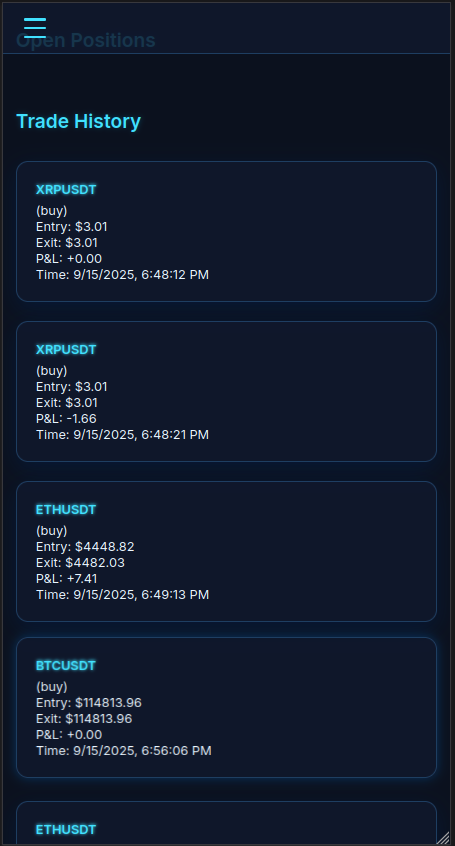 Open Positions
Trade History
XRPUSDT
(buy)
Entry: $3.01
Exit: $3.01
P&L: +0.00
Time: 9/15/2025, 6:48:12 PM
XRPUSDT
(buy)
Entry: $3.01
Exit: $3.01
P&L: -1.66
Time: 9/15/2025, 6:48:21 PM
ETHUSDT
(buy)
Entry: $4448.82
Exit: $4482.03
P&L: +7.41
Time: 9/15/2025, 6:49:13 PM
BTCUSDT
(buy)
Entry: $114813.96
Exit: $114813.96
P&L: +0.00
Time: 9/15/2025, 6:56:06 PM
ETHUSDT